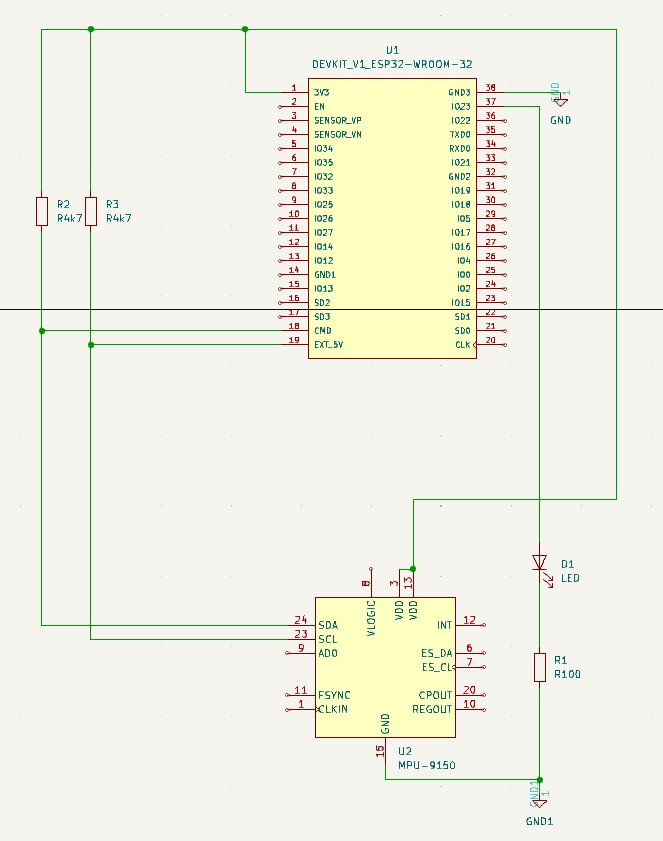 U1
DEVKIT_V1_ESP32-WROOM-32
1 3V3 GND3 38
2 EN IO23 37
3 SENSOR_VP IO22 36
4 SENSOR_VN TXD0 35
5 IO34 RXD0 34
6 IO35 IO21 33
7 IO32 GND2 32
8 IO33 IO19 31
9 IO25 IO18 30
10 IO26 IO5 29
11 IO27 IO17 28
12 IO14 IO16 27
13 IO12 IO4 26
14 GND1 IO0 25
15 IO13 IO2 24
16 SD2 IO15 23
17 SD3 SD1 22
18 CMD SD0 21
19 EXT_5V CLK 20
GND
1
GND
R2
R4k7
R3
R4k7
D1
LED
R1
R100
8 VLOGIC
3 VDD
13 VDD
24 SDA INT 12
23 SCL
9 AD0 ES_DA 6
ES_CL 7
11 FSYNC CPOUT 20
1 CLKIN REGOUT 10
GND
15
U2
MPU-9150
GND1
1
GND1